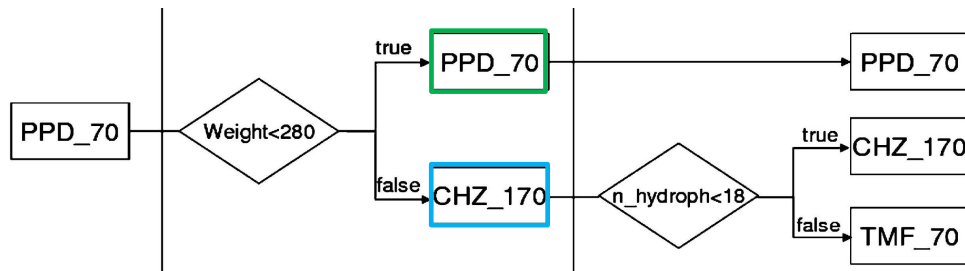 PPD_70
Weight<280
true
false
PPD_70
CHZ_170
n_hydroph<18
true
false
PPD_70
CHZ_170
TMF_70